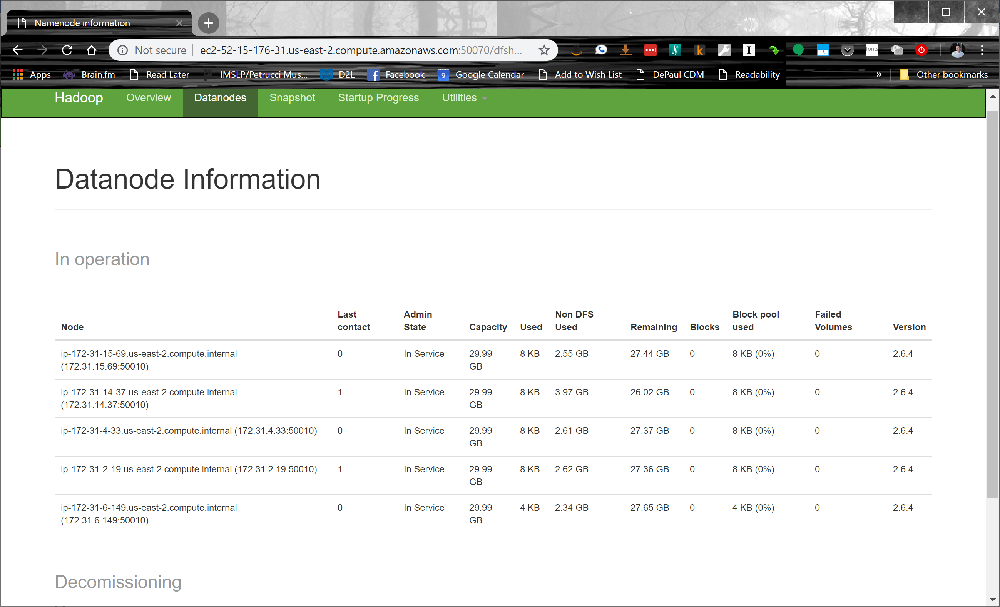 Namenode information
Not secure ec2-52-15-176-31.us-east-2.compute.amazonaws.com:50070/dfsh...
fonts
Apps Brain.fm Read Later IMSLP/Petrucci Mus... D2L Facebook 9 Google Calendar Add to Wish List DePaul CDM Readability » Other bookmarks
Hadoop Overview Datanodes Snapshot Startup Progress Utilities
Datanode Information
In operation
Node Last contact Admin State Capacity Used Non DFS Used Remaining Blocks Block pool used Failed Volumes Version
ip-172-31-15-69.us-east-2.compute.internal (172.31.15.69:50010) 0 In Service 29.99 GB 8 KB 2.55 GB 27.44 GB 0 8 KB (0%) 0 2.6.4
ip-172-31-14-37.us-east-2.compute.internal (172.31.14.37:50010) 1 In Service 29.99 GB 8 KB 3.97 GB 26.02 GB 0 8 KB (0%) 0 2.6.4
ip-172-31-4-33.us-east-2.compute.internal (172.31.4.33:50010) 0 In Service 29.99 GB 8 KB 2.61 GB 27.37 GB 0 8 KB (0%) 0 2.6.4
ip-172-31-2-19.us-east-2.compute.internal (172.31.2.19:50010) 1 In Service 29.99 GB 8 KB 2.62 GB 27.36 GB 0 8 KB (0%) 0 2.6.4
ip-172-31-6-149.us-east-2.compute.internal (172.31.6.149:50010) 0 In Service 29.99 GB 4 KB 2.34 GB 27.65 GB 0 4 KB (0%) 0 2.6.4
Decomissioning